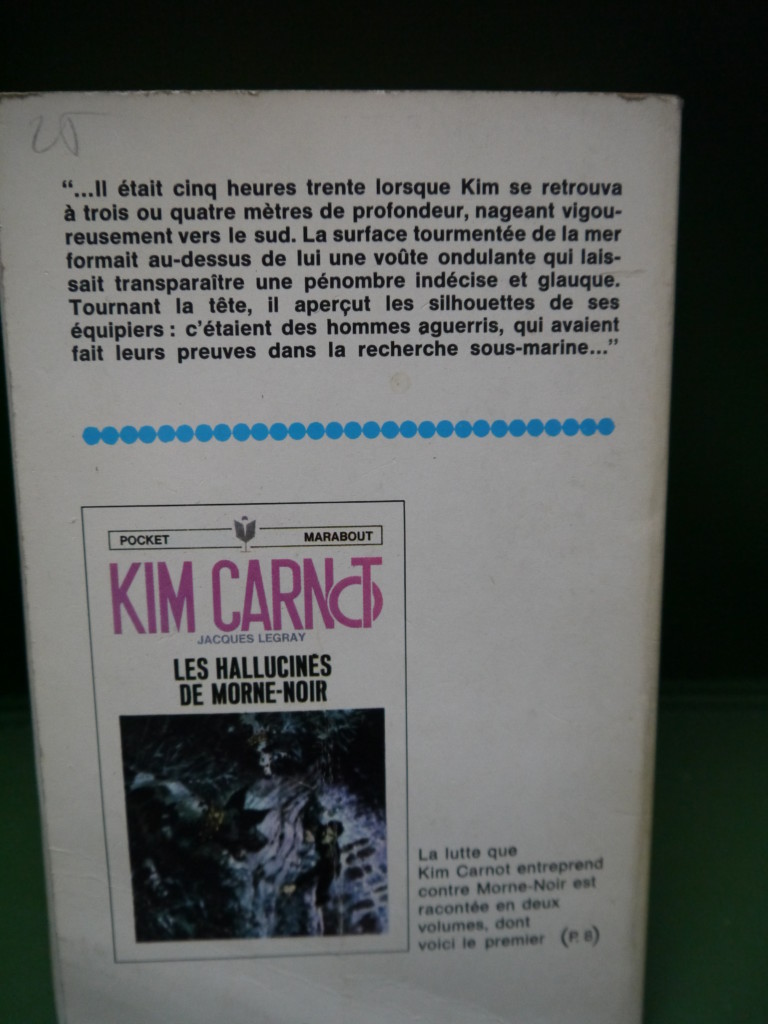 20
“...Il était cinq heures trente lorsque Kim se retrouva
à trois ou quatre mètres de profondeur, nageant vigou-
reusement vers le sud. La surface tourmentée de la mer
formait au-dessus de lui une voûte ondulante qui lais-
sait transparaître une pénombre indécise et glauque.
Tournant la tête, il aperçut les silhouettes de ses
équipiers : c'étaient des hommes aguerris, qui avaient
fait leurs preuves dans la recherche sous-marine...”
POCKET MARABOUT
KIM CARNOT
JACQUES LEGRAY
LES HALLUCINÉS
DE MORNE-NOIR
La lutte que
Kim Carnot entreprend
contre Morne-Noir est
racontée en deux
volumes, dont
voici le premier (P. 8)